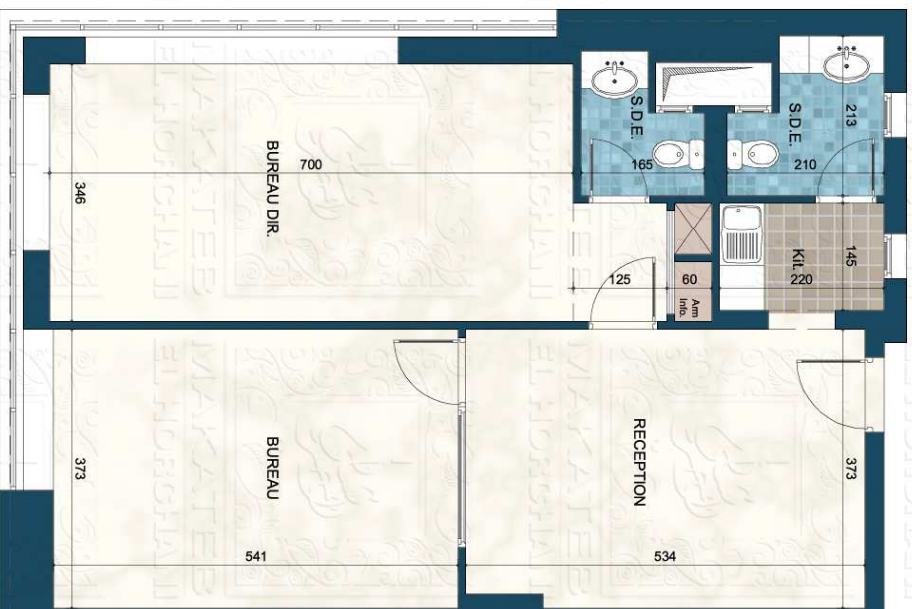 S.D.E.
165
S.D.E.
213
210
BUREAU DIR.
700
346
125
60
Arm
Info.
Kit.
145
220
BUREAU
373
541
RECEPTION
373
534